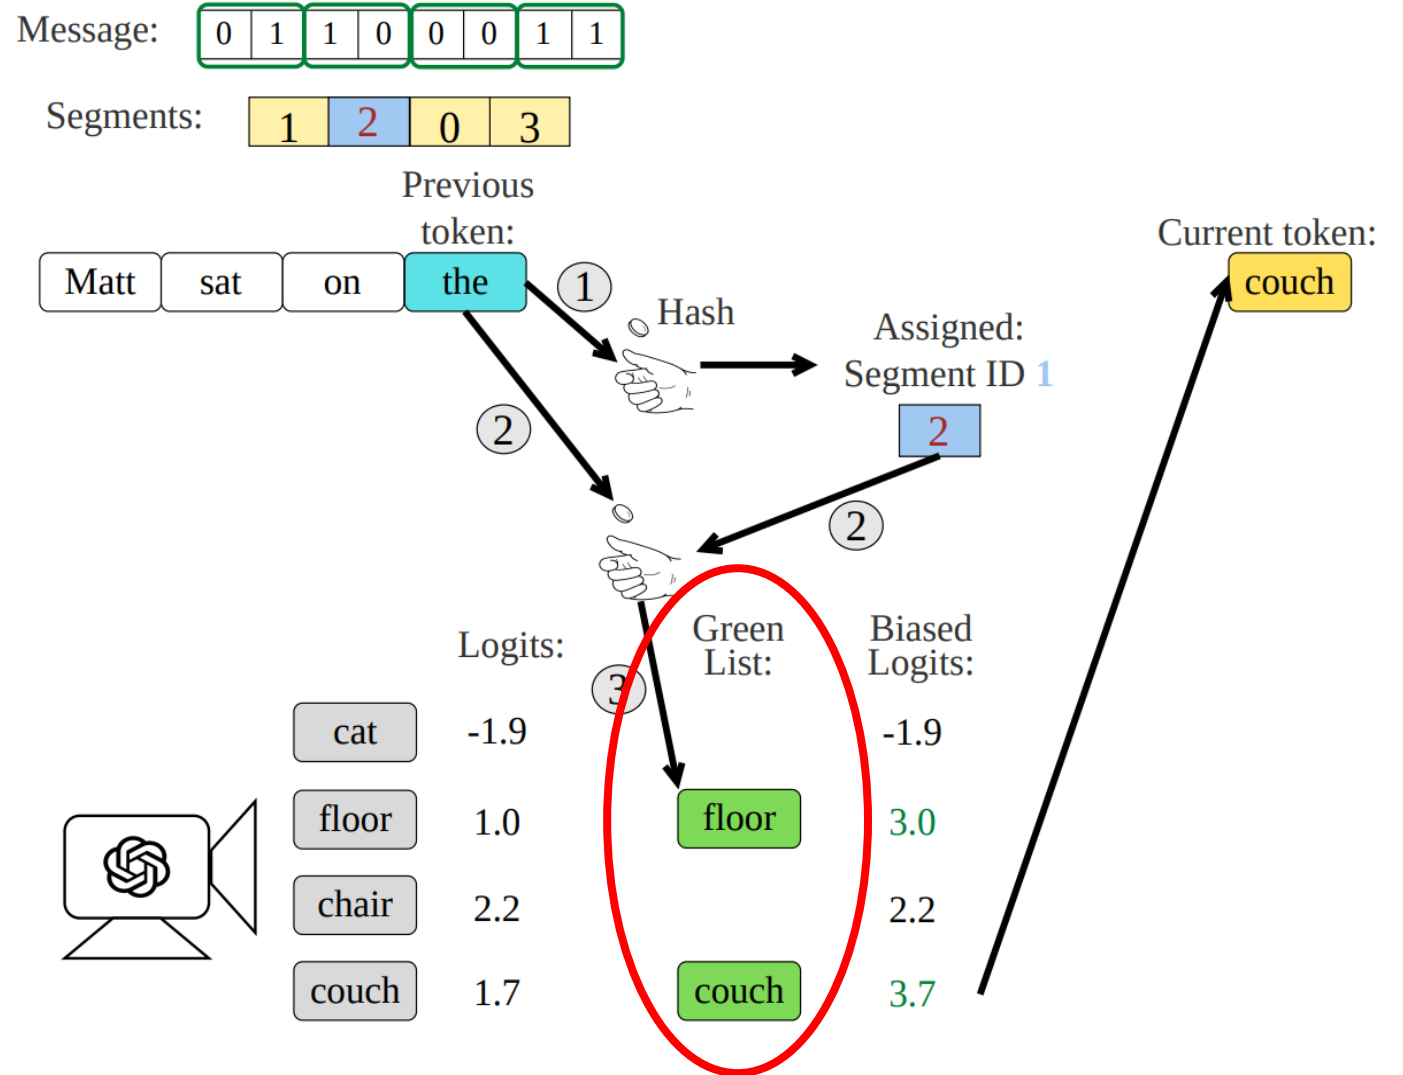 Message: 0 1 1 0 0 0 1 1
Segments: 1 2 0 3
Previous
token:
Matt sat on the
1
Hash
Current token:
couch
Assigned:
Segment ID 1
2
2
2
3
Logits:
Green
List:
Biased
Logits:
cat -1.9 -1.9
floor 1.0 floor 3.0
chair 2.2 2.2
couch 1.7 couch 3.7